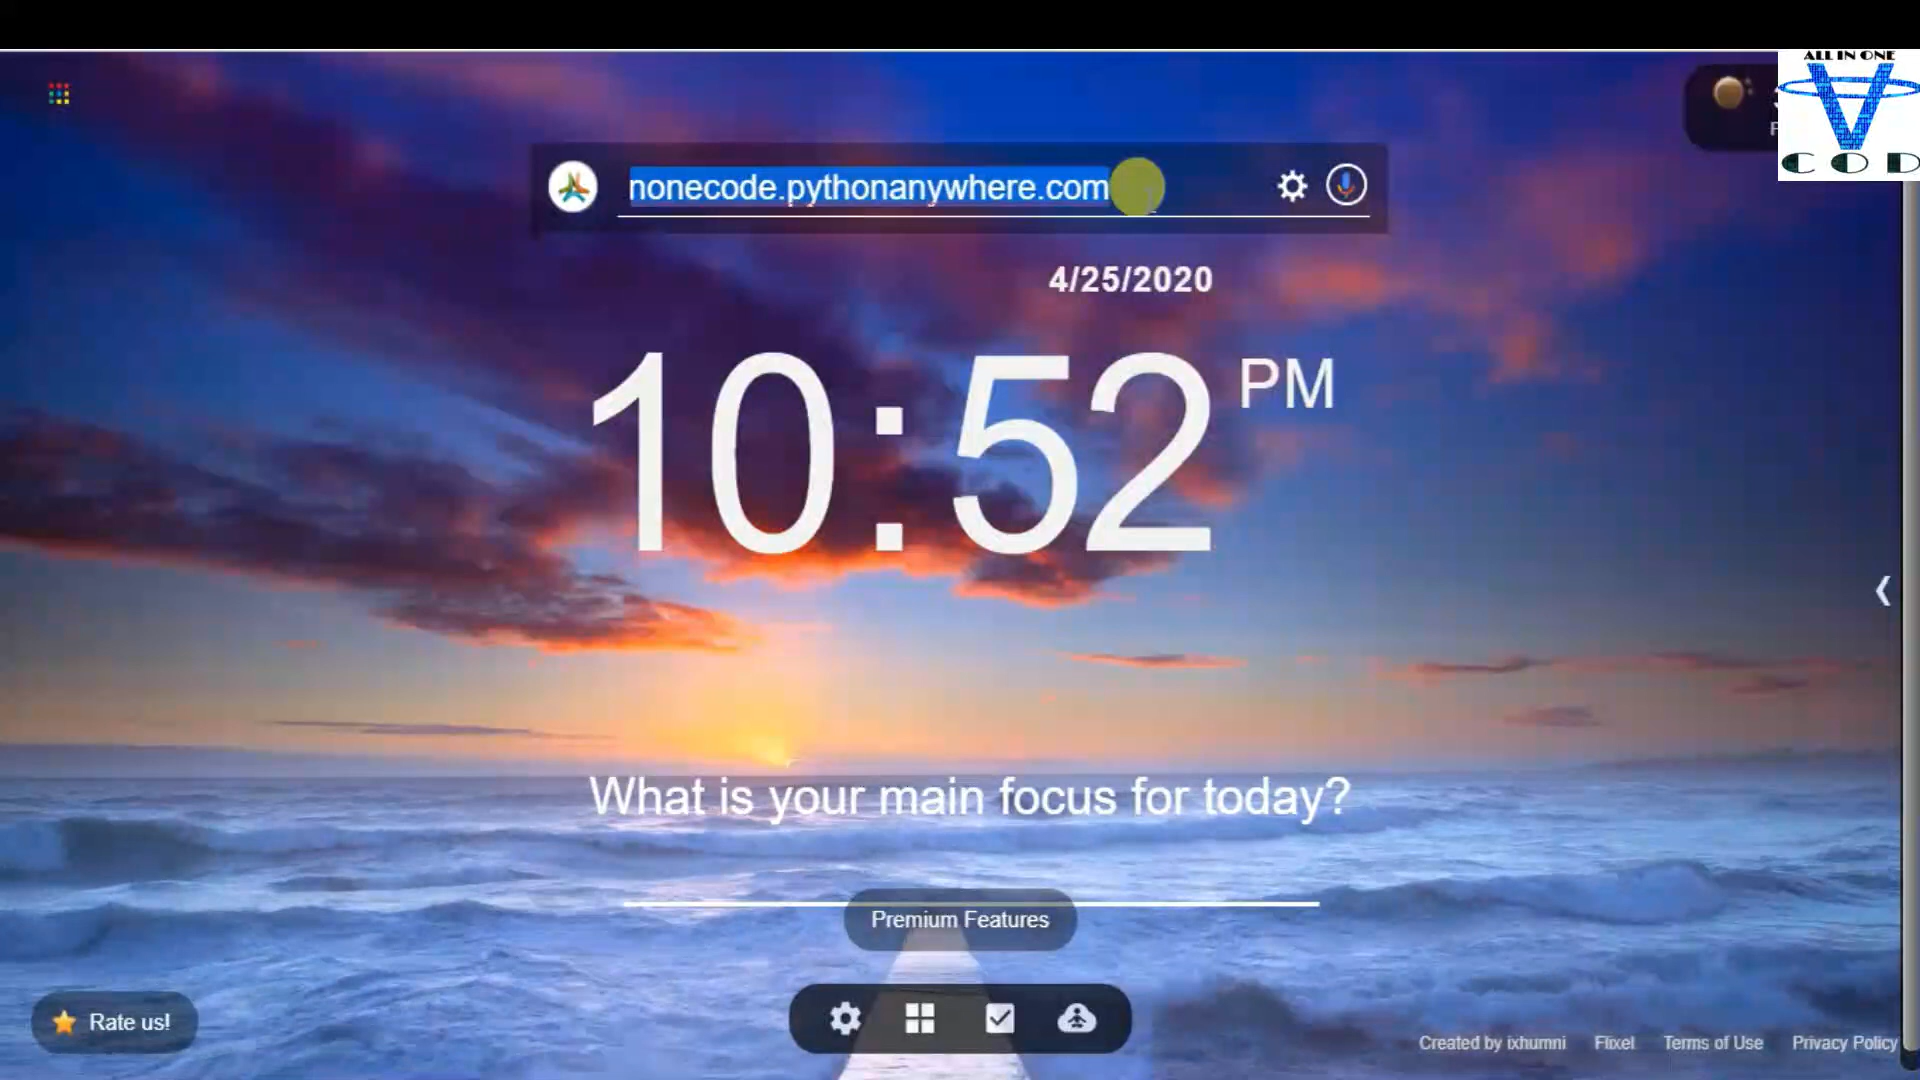 ALL IN ONE
COD
nonecode.pythonanywhere.com
4/25/2020
10:52 PM
What is your main focus for today?
Premium Features
Rate us!
Created by ixhumni Flixel Terms of Use Privacy Policy